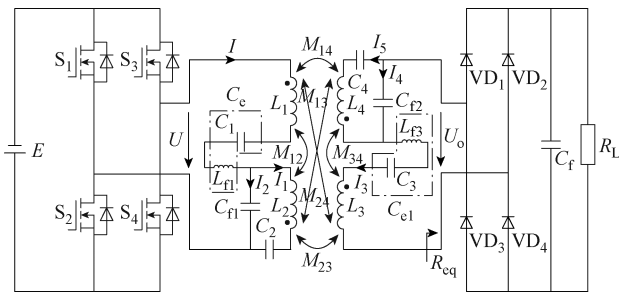 S1 S3 I M14 I5 VD1 VD2
I4
L1 M13 C4 L4 Cf2
Ce
C1 Lf3
E U M12 M34 Uo Cf RL
Lf1 I1 I3 C3
I2 M24
S2 S4 Cf1 L2 L3 Ce1
C2 VD3 VD4
M23 Req